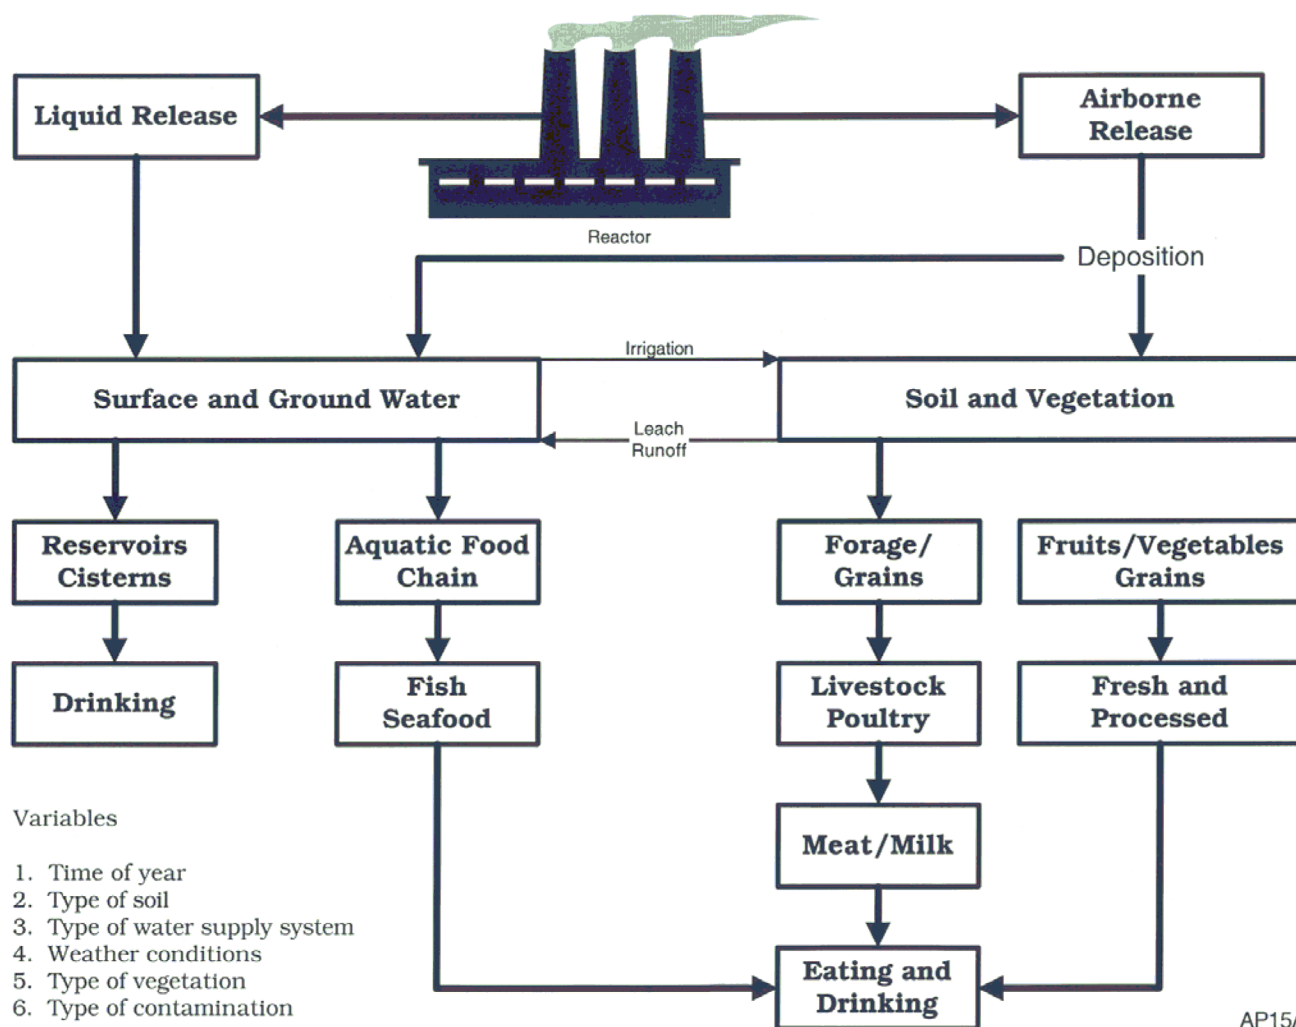 Liquid Release
Airborne
Release
Reactor
Deposition
Irrigation
Surface and Ground Water
Soil and Vegetation
Leach
Runoff
Reservoirs
Cisterns
Aquatic Food
Chain
Forage/
Grains
Fruits/Vegetables
Grains
Drinking
Fish
Seafood
Livestock
Poultry
Fresh and
Processed
Meat/Milk
Eating and
Drinking
Variables
1. Time of year
2. Type of soil
3. Type of water supply system
4. Weather conditions
5. Type of vegetation
6. Type of contamination
AP15/